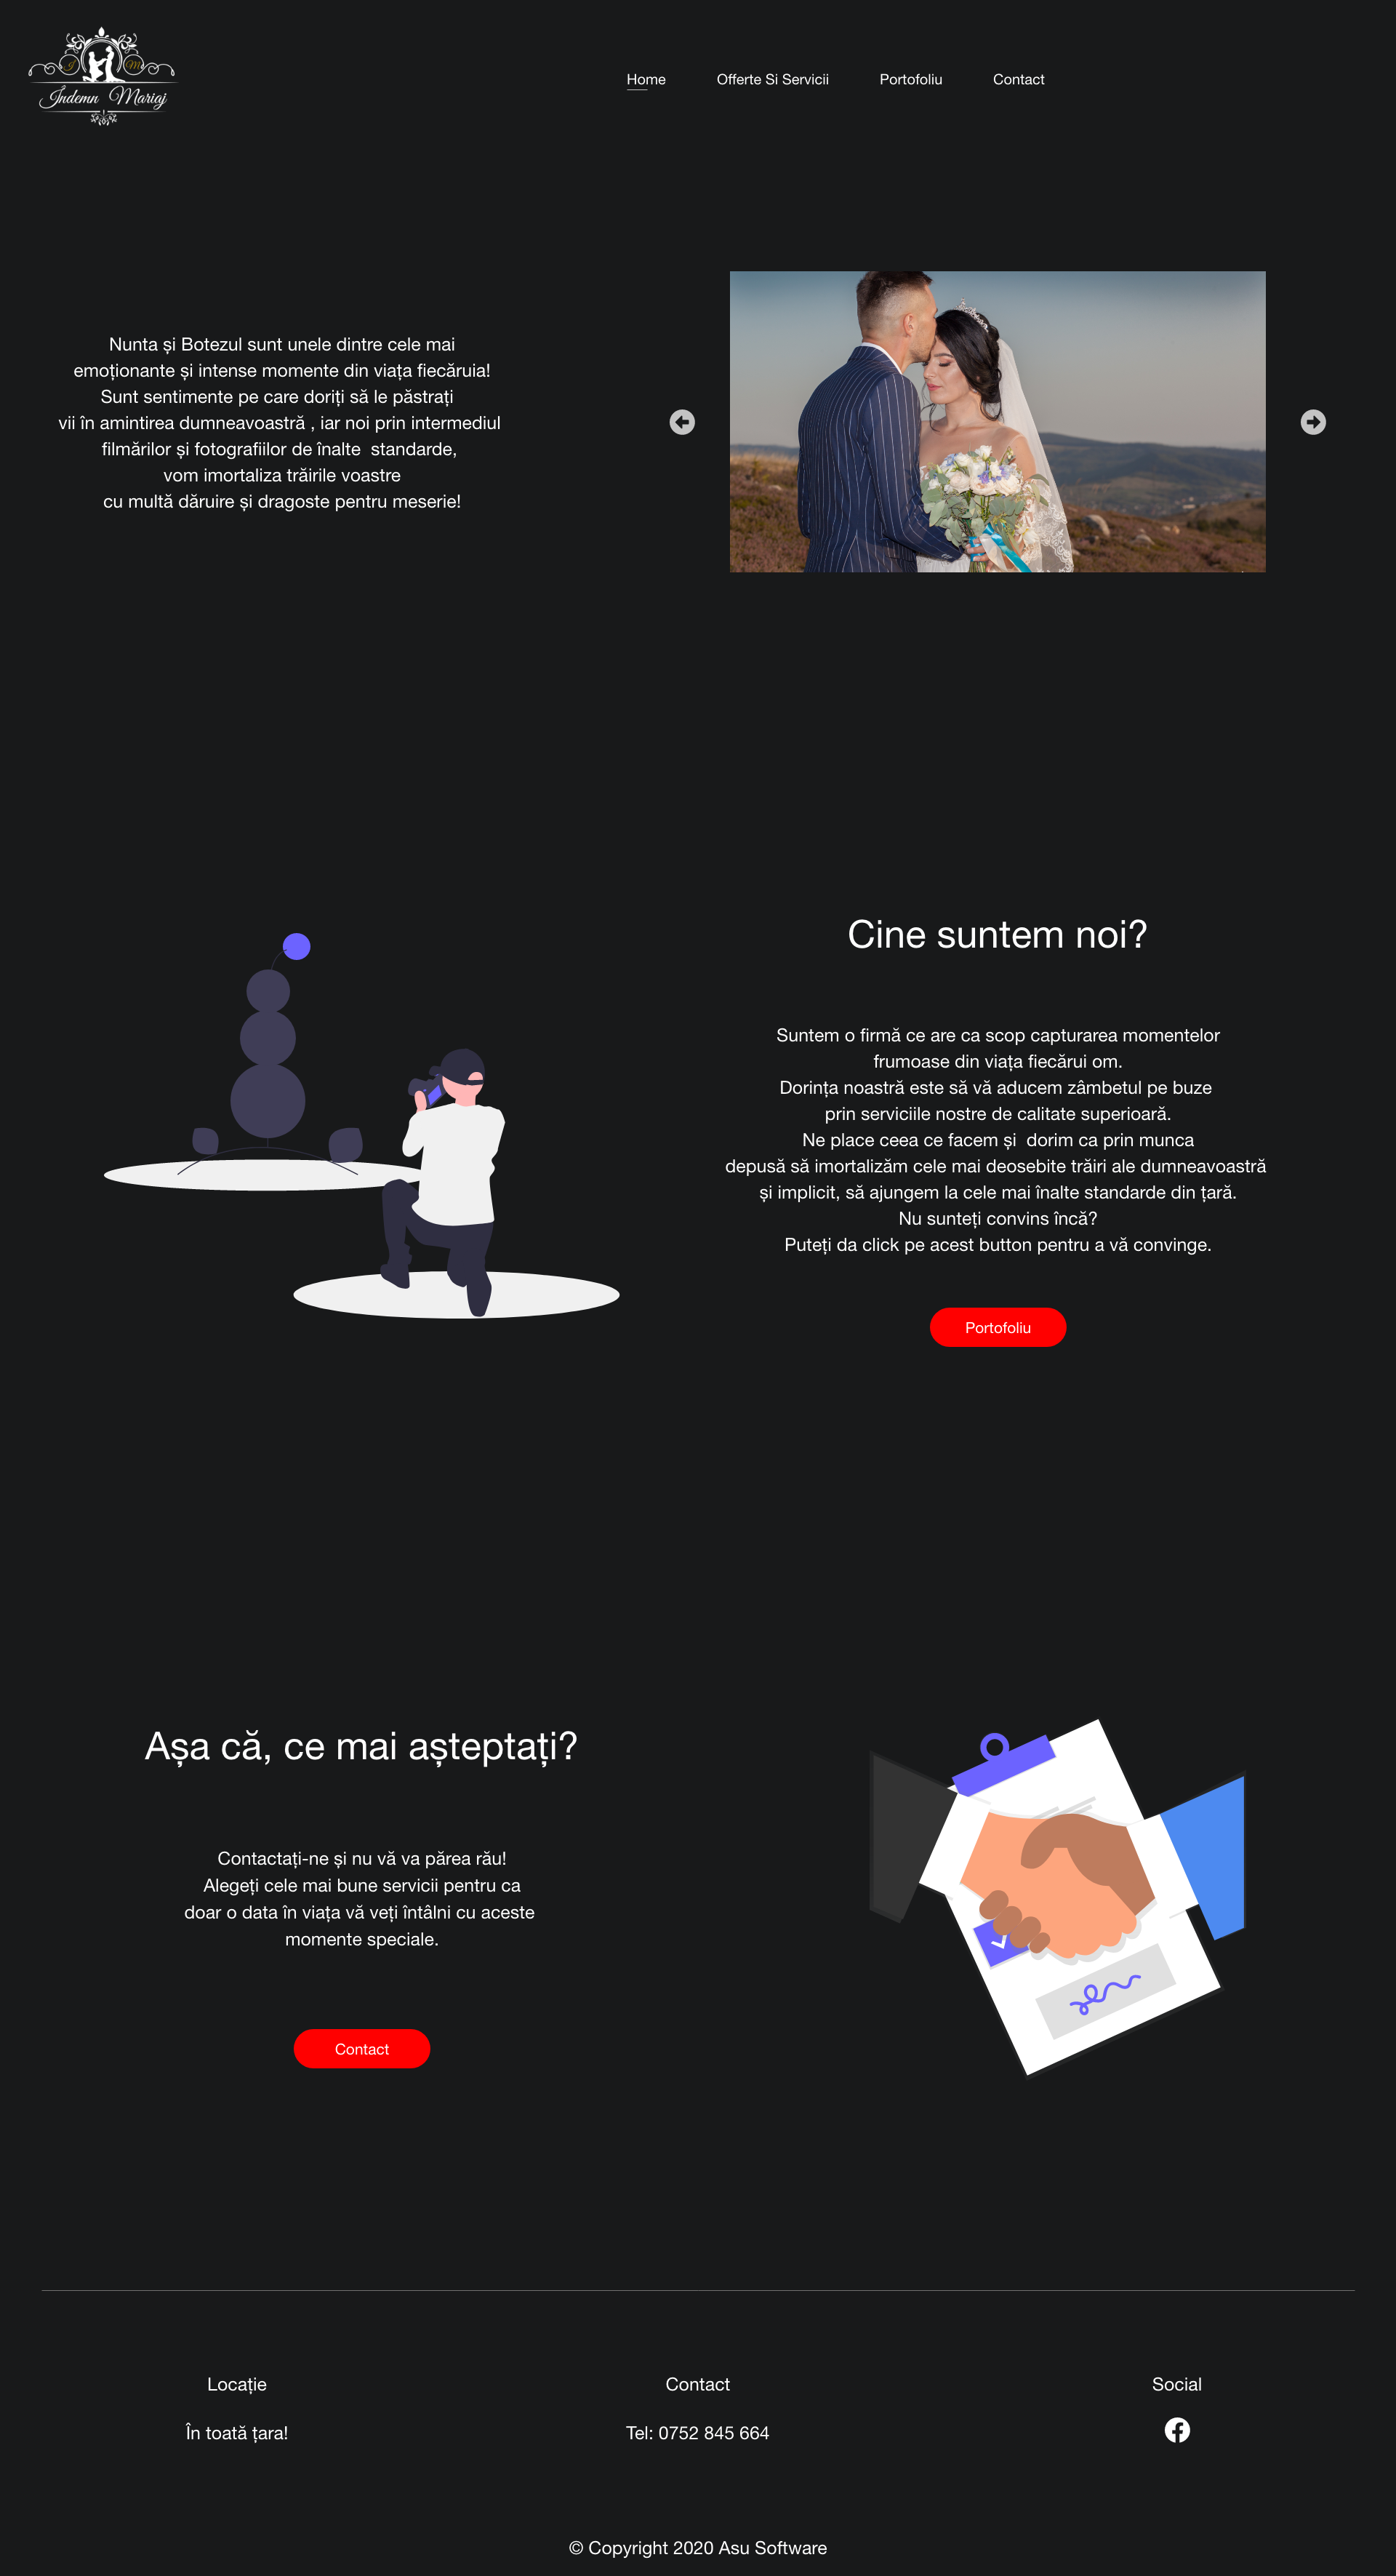 I M
Indemn Mariaj
Home
Offerte Si Servicii
Portofoliu
Contact
Nunta și Botezul sunt unele dintre cele mai
emoționante și intense momente din viața fiecăruia!
Sunt sentimente pe care doriți să le păstrați
vii în amintirea dumneavoastră , iar noi prin intermediul
filmărilor și fotografiilor de înalte  standarde,
vom imortaliza trăirile voastre
cu multă dăruire și dragoste pentru meserie!
Cine suntem noi?
Suntem o firmă ce are ca scop capturarea momentelor
frumoase din viața fiecărui om.
Dorința noastră este să vă aducem zâmbetul pe buze
prin serviciile nostre de calitate superioară.
Ne place ceea ce facem și  dorim ca prin munca
depusă să imortalizăm cele mai deosebite trăiri ale dumneavoastră
și implicit, să ajungem la cele mai înalte standarde din țară.
Nu sunteți convins încă?
Puteți da click pe acest button pentru a vă convinge.
Portofoliu
Așa că, ce mai așteptați?
Contactați-ne și nu vă va părea rău!
Alegeți cele mai bune servicii pentru ca
doar o data în viața vă veți întâlni cu aceste
momente speciale.
Contact
Locație
În toată țara!
Contact
Tel: 0752 845 664
Social
© Copyright 2020 Asu Software